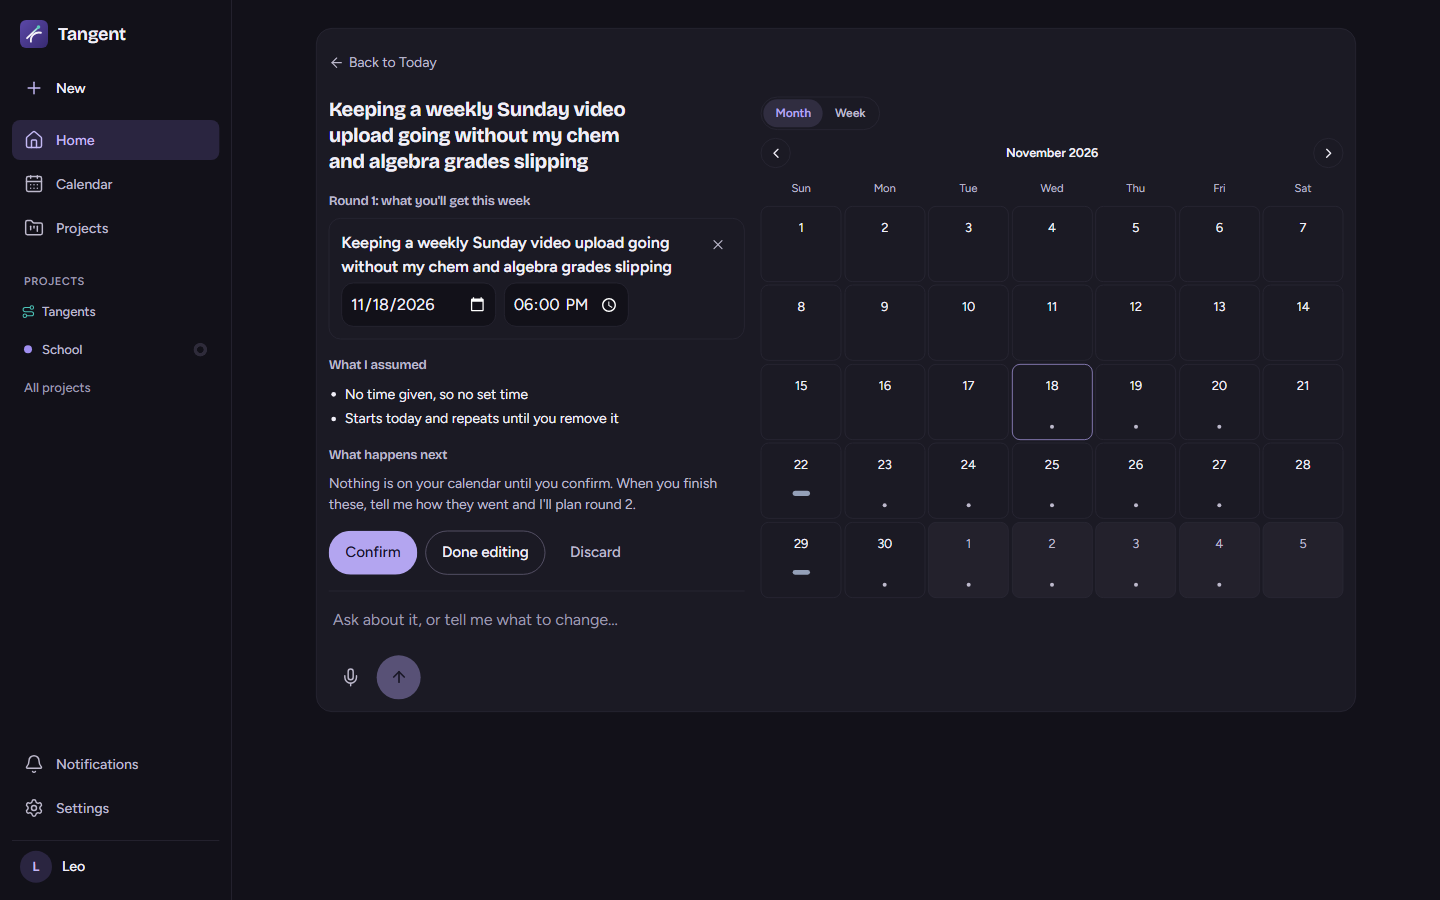 Tangent
New
Home
Calendar
Projects
PROJECTS
Tangents
School
All projects
Notifications
Settings
L
Leo
Back to Today
Keeping a weekly Sunday video
upload going without my chem
and algebra grades slipping
Round 1: what you'll get this week
Keeping a weekly Sunday video upload going
without my chem and algebra grades slipping
11/18/2026
06:00 PM
What I assumed
• No time given, so no set time
• Starts today and repeats until you remove it
What happens next
Nothing is on your calendar until you confirm. When you finish
these, tell me how they went and I'll plan round 2.
Confirm
Done editing
Discard
Ask about it, or tell me what to change...
Month
Week
November 2026
Sun Mon Tue Wed Thu Fri Sat
1 2 3 4 5 6 7
8 9 10 11 12 13 14
15 16 17 18 19 20 21
22 23 24 25 26 27 28
29 30 1 2 3 4 5